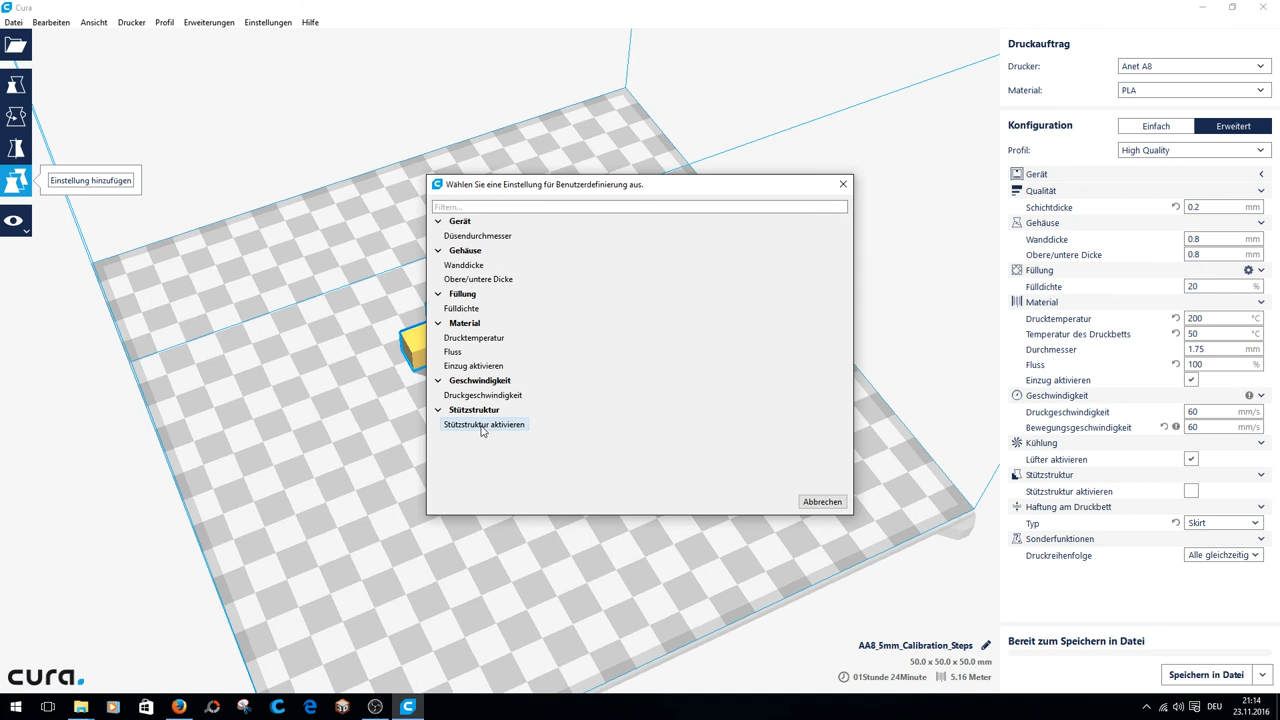 Cura
Datei Bearbeiten Ansicht Drucker Profil Erweiterungen Einstellungen Hilfe
Einstellung hinzufügen
Wählen Sie eine Einstellung für Benutzerdefinierung aus.
Filtern...
Gerät
Düsendurchmesser
Gehäuse
Wanddicke
Obere/untere Dicke
Füllung
Fülldichte
Material
Drucktemperatur
Fluss
Einzug aktivieren
Geschwindigkeit
Druckgeschwindigkeit
Stützstruktur
Stützstruktur aktivieren
Abbrechen
Druckauftrag
Drucker: Anet A8
Material: PLA
Konfiguration Einfach Erweitert
Profil: High Quality
Gerät
Qualität
Schichtdicke 0.2 mm
Gehäuse
Wanddicke 0.8 mm
Obere/untere Dicke 0.8 mm
Füllung
Fülldichte 20 %
Material
Drucktemperatur 200 °C
Temperatur des Druckbetts 50 °C
Durchmesser 1.75 mm
Fluss 100 %
Einzug aktivieren
Geschwindigkeit
Druckgeschwindigkeit 60 mm/s
Bewegungsgeschwindigkeit 60 mm/s
Kühlung
Lüfter aktivieren
Stützstruktur
Stützstruktur aktivieren
Haftung am Druckbett
Typ Skirt
Sonderfunktionen
Druckreihenfolge Alle gleichzeitig
AA8_5mm_Calibration_Steps
50.0 x 50.0 x 50.0 mm
01Stunde 24Minute 5.16 Meter
Bereit zum Speichern in Datei
Speichern in Datei
cura.
DEU
21:14
23.11.2016